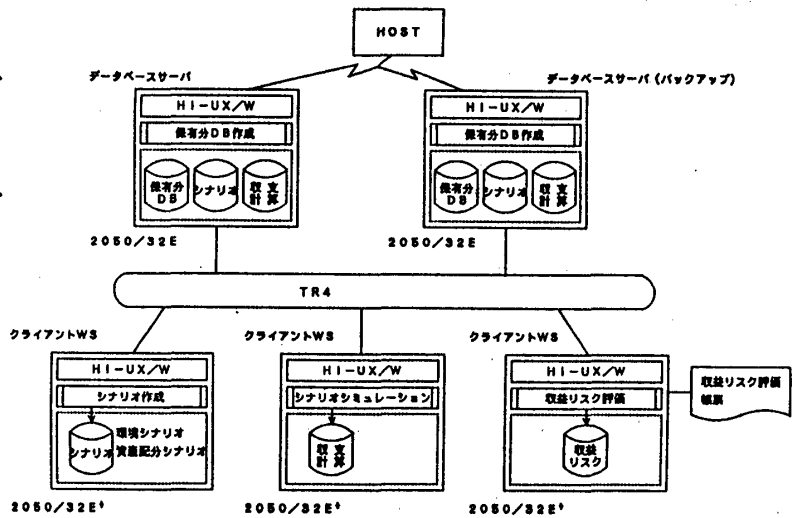 HOST
データベースサーバ
データベースサーバ(バックアップ)
HI-UX/W
保有分DB作成
保有分
DB
シナリオ
収支
計算
2050/32E
HI-UX/W
保有分DB作成
保有分
DB
シナリオ
収支
計算
2050/32E
TR4
クライアントWS
クライアントWS
クライアントWS
HI-UX/W
シナリオ作成
シナリオ
環境シナリオ
資産配分シナリオ
2050/32E⁺
HI-UX/W
シナリオシミュレーション
収支
計算
2050/32E⁺
HI-UX/W
収益リスク評価
収益
リスク
2050/32E⁺
収益リスク評価
帳票